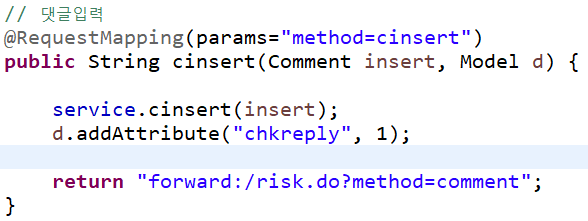 // 댓글입력
@RequestMapping(params="method=cinsert")
public String cinsert(Comment insert, Model d) {
service.cinsert(insert);
d.addAttribute("chkreply", 1);
return "forward:/risk.do?method=comment";
}